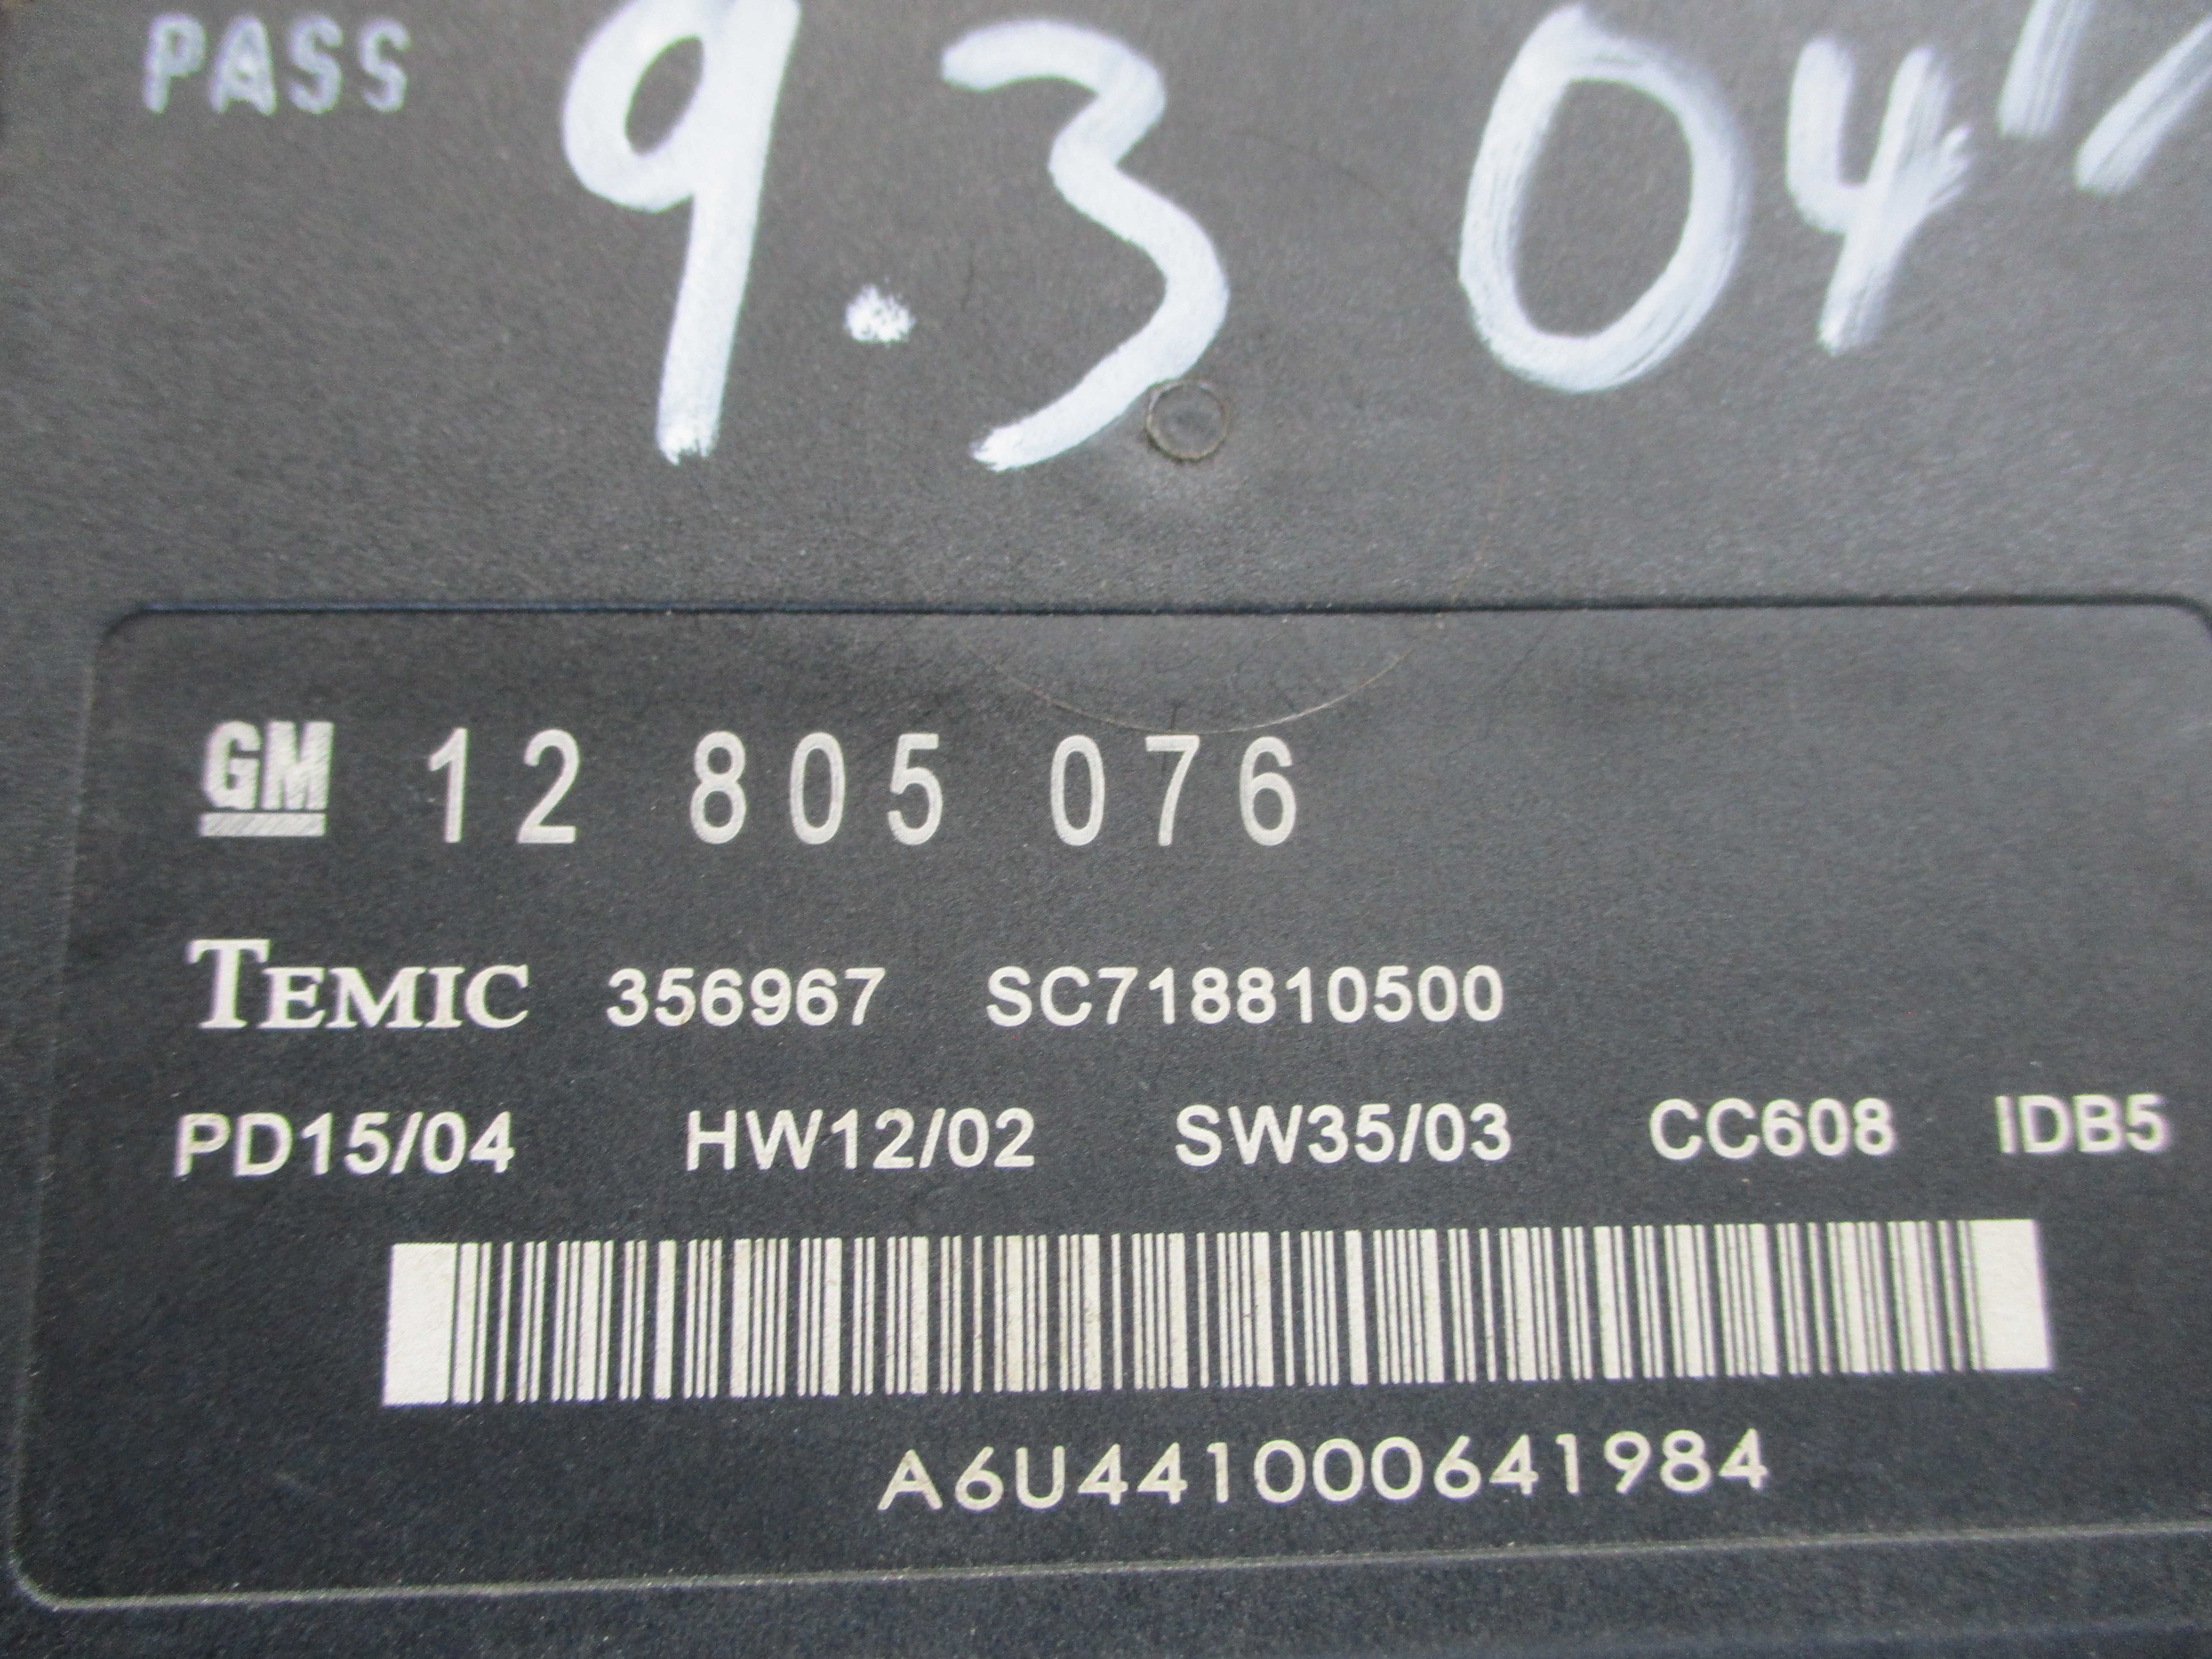 PASS
9.3 04
GM 12 805 076
TEMIC 356967 SC718810500
PD15/04 HW12/02 SW35/03 CC608 IDB5
A6U441000641984